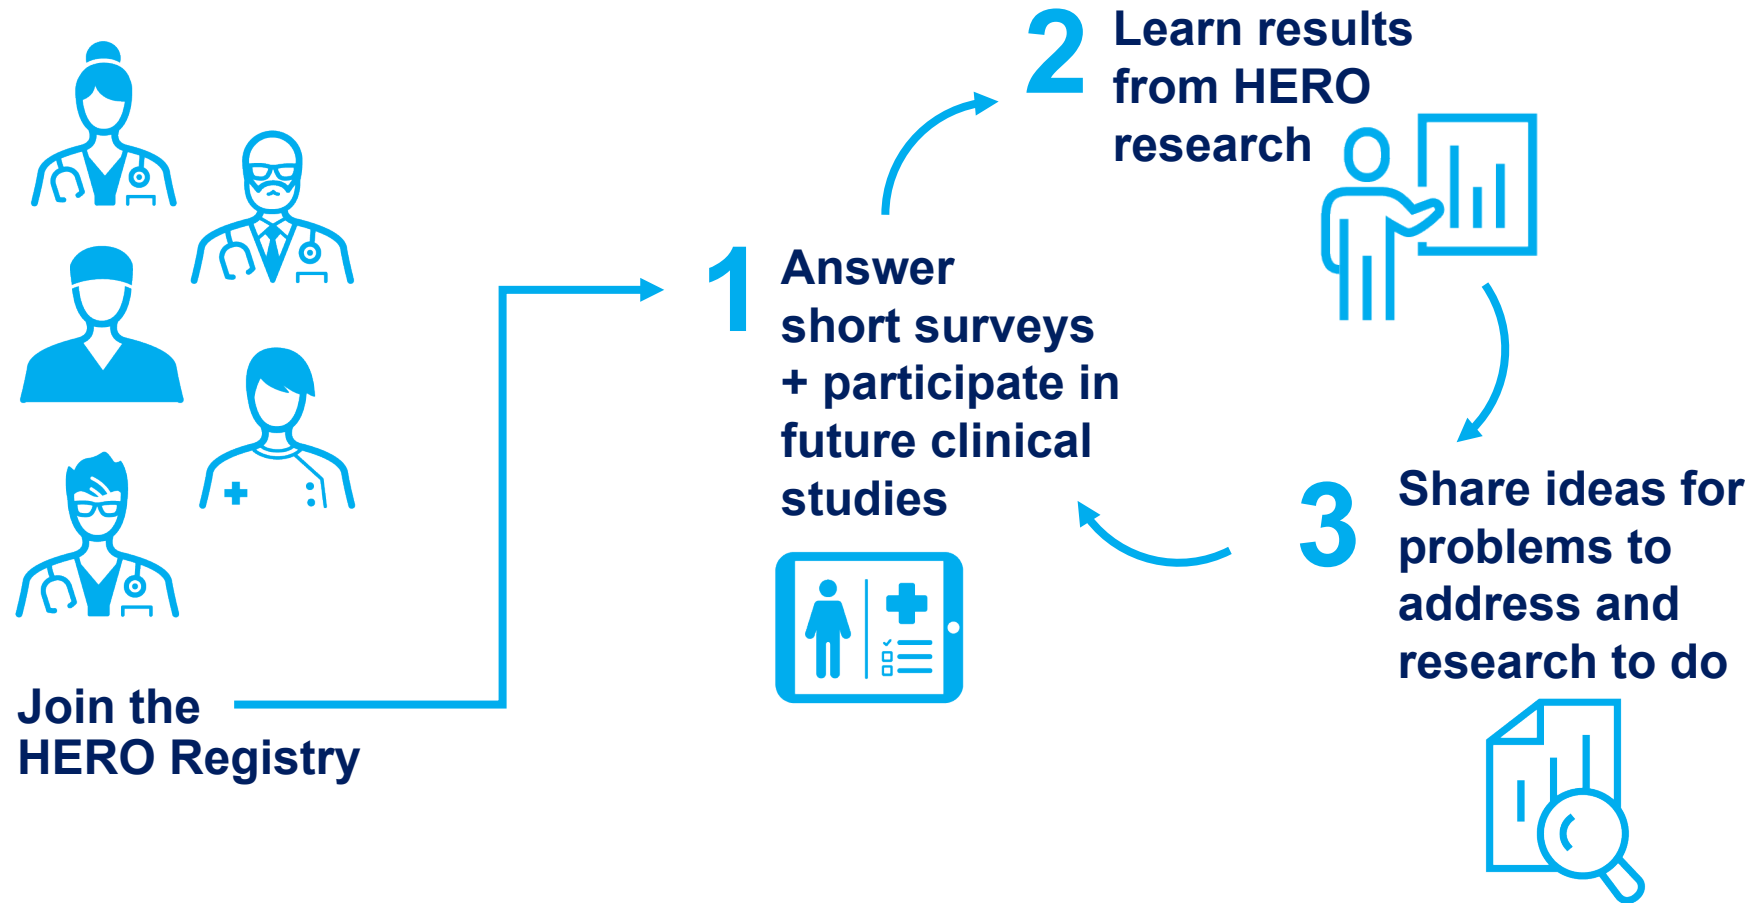 Join the
HERO Registry
1
Answer
short surveys
+ participate in
future clinical
studies
2
Learn results
from HERO
research
3
Share ideas for
problems to
address and
research to do